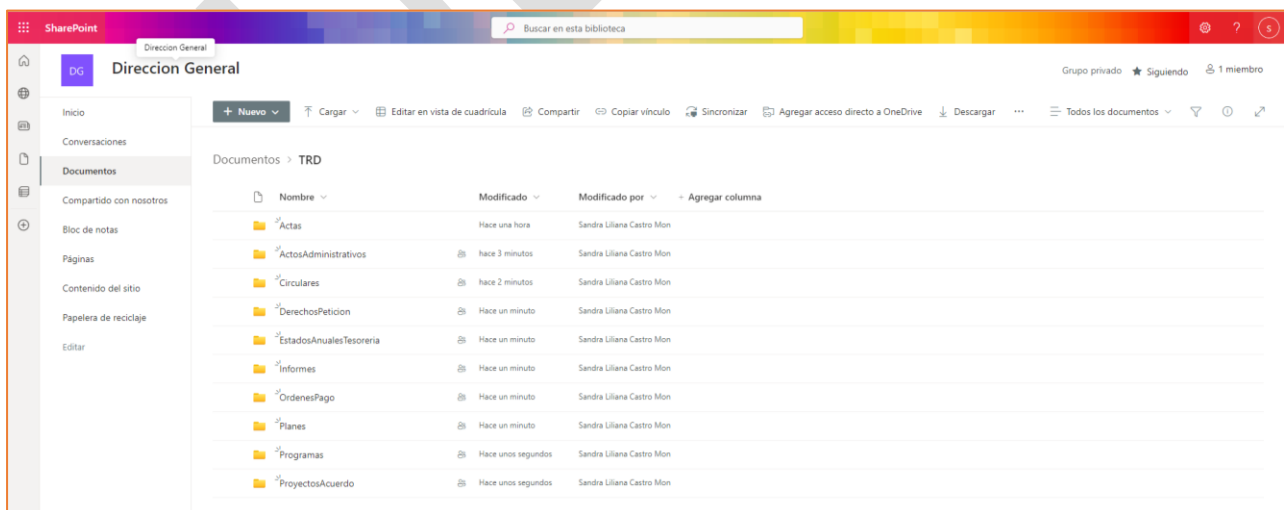 SharePoint
Buscar en esta biblioteca
? S
Direccion General
DG Direccion General
Grupo privado ★ Siguiendo 1 miembro
Inicio
Conversaciones
Documentos
Compartido con nosotros
Bloc de notas
Páginas
Contenido del sitio
Papelera de reciclaje
Editar
+ Nuevo Cargar Editar en vista de cuadrícula Compartir Copiar vínculo Sincronizar Agregar acceso directo a OneDrive Descargar ... Todos los documentos
Documentos > TRD
Nombre Modificado Modificado por + Agregar columna
Actas Hace una hora Sandra Liliana Castro Mon
ActosAdministrativos hace 3 minutos Sandra Liliana Castro Mon
Circulares hace 2 minutos Sandra Liliana Castro Mon
DerechosPeticion Hace un minuto Sandra Liliana Castro Mon
EstadosAnualesTesoreria Hace un minuto Sandra Liliana Castro Mon
Informes Hace un minuto Sandra Liliana Castro Mon
OrdenesPago Hace un minuto Sandra Liliana Castro Mon
Planes Hace un minuto Sandra Liliana Castro Mon
Programas Hace unos segundos Sandra Liliana Castro Mon
ProyectosAcuerdo Hace unos segundos Sandra Liliana Castro Mon